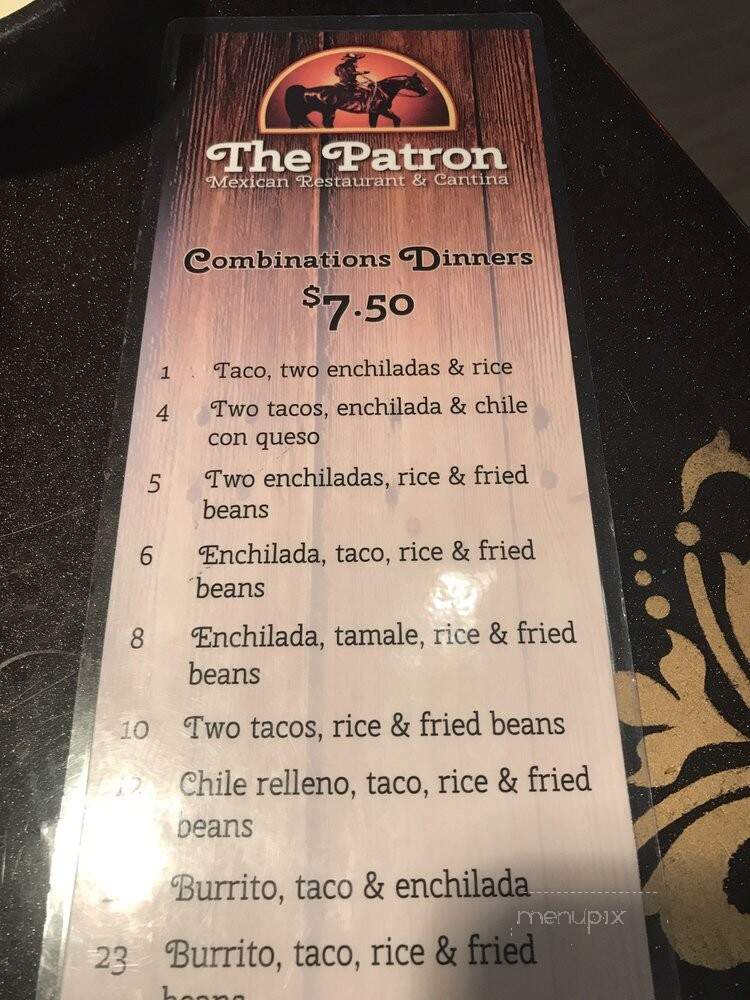 The Patron
Mexican Restaurant & Cantina
Combinations Dinners
$7.50
1 Taco, two enchiladas & rice
4 Two tacos, enchilada & chile
con queso
5 Two enchiladas, rice & fried
beans
6 Enchilada, taco, rice & fried
beans
8 Enchilada, tamale, rice & fried
beans
10 Two tacos, rice & fried beans
Chile relleno, taco, rice & fried
beans
Burrito, taco & enchilada
menupix
23 Burrito, taco, rice & fried
beans